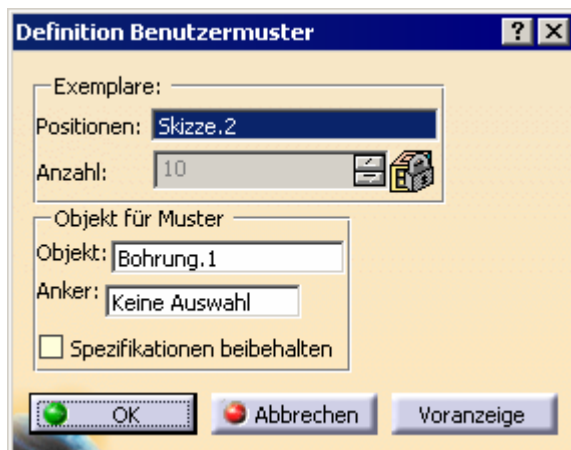 Definition Benutzermuster
Exemplare:
Positionen: Skizze.2
Anzahl: 10
Objekt für Muster
Objekt: Bohrung.1
Anker: Keine Auswahl
Spezifikationen beibehalten
OK Abbrechen Voranzeige